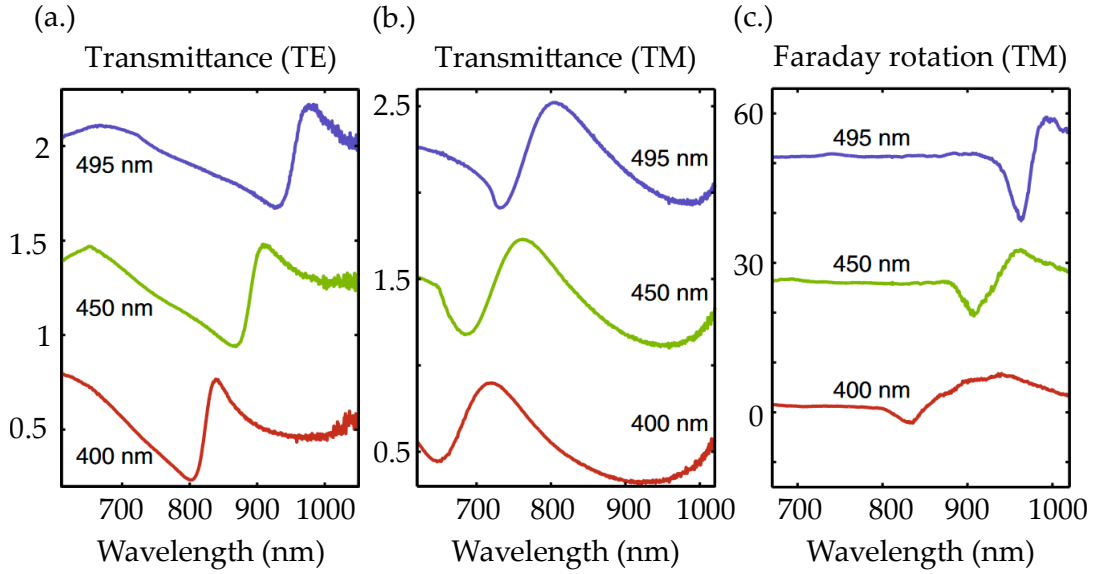 (a.)
Transmittance (TE)
2
1.5
1
0.5
495 nm
450 nm
400 nm
700 800 900 1000
Wavelength (nm)
(b.)
Transmittance (TM)
2.5
1.5
0.5
495 nm
450 nm
400 nm
700 800 900 1000
Wavelength (nm)
(c.)
Faraday rotation (TM)
60
30
0
495 nm
450 nm
400 nm
700 800 900 1000
Wavelength (nm)